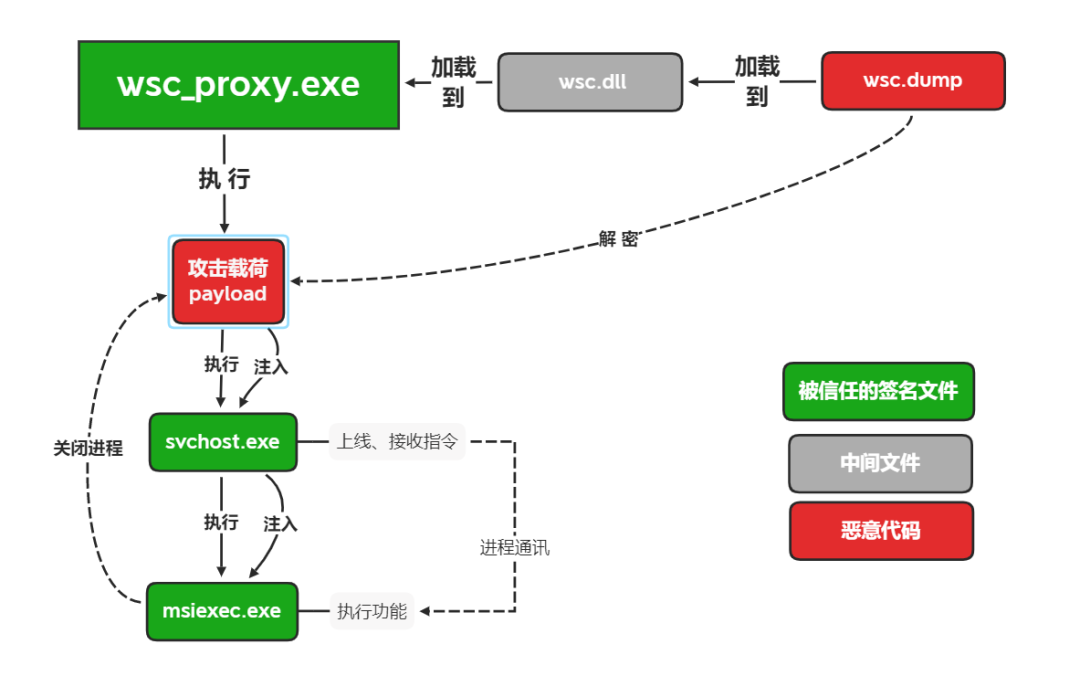 wsc_proxy.exe
加载
到
wsc.dll
加载
到
wsc.dump
执 行
解 密
攻击载荷
payload
执行
注入
被信任的签名文件
关闭进程
svchost.exe
上线、接收指令
中间文件
执行
注入
恶意代码
进程通讯
msiexec.exe
执行功能